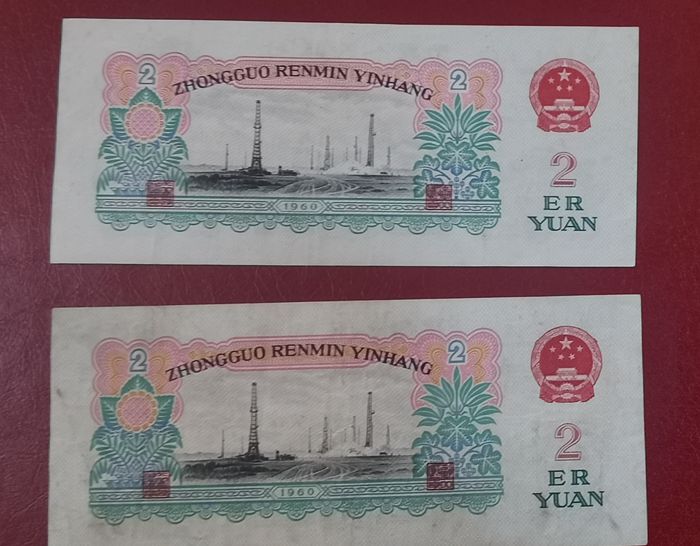 2 2
ZHONGGUO RENMIN YINHANG
1960
2
ER
YUAN
2 2
ZHONGGUO RENMIN YINHANG
1960
2
ER
YUAN